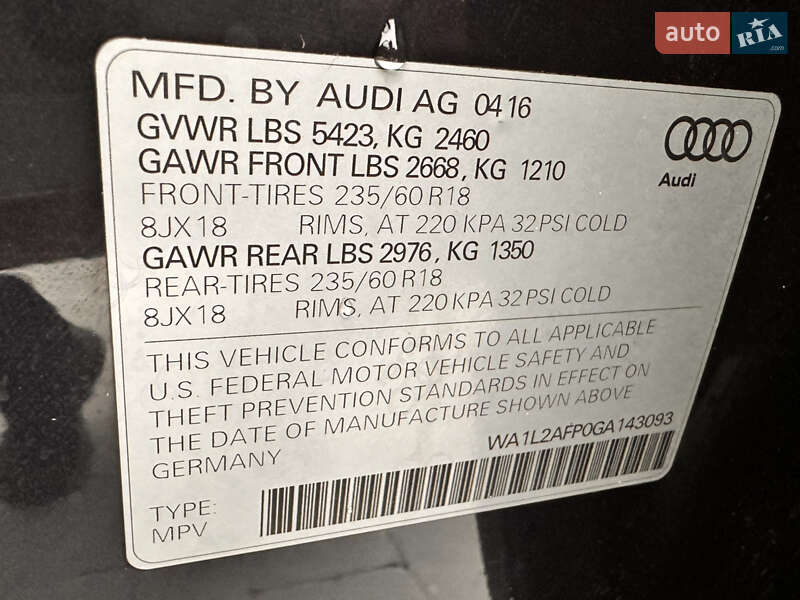 auto RIA .com
MFD. BY AUDI AG 04 16
GVWR LBS 5423, KG 2460
GAWR FRONT LBS 2668, KG 1210
FRONT-TIRES 235/60 R18
8JX18 RIMS, AT 220 KPA 32 PSI COLD
GAWR REAR LBS 2976, KG 1350
REAR-TIRES 235/60 R18
8JX18 RIMS, AT 220 KPA 32 PSI COLD
Audi
THIS VEHICLE CONFORMS TO ALL APPLICABLE
U.S. FEDERAL MOTOR VEHICLE SAFETY AND
THEFT PREVENTION STANDARDS IN EFFECT ON
THE DATE OF MANUFACTURE SHOWN ABOVE
GERMANY
WA1L2AFP0GA143093
TYPE:
MPV